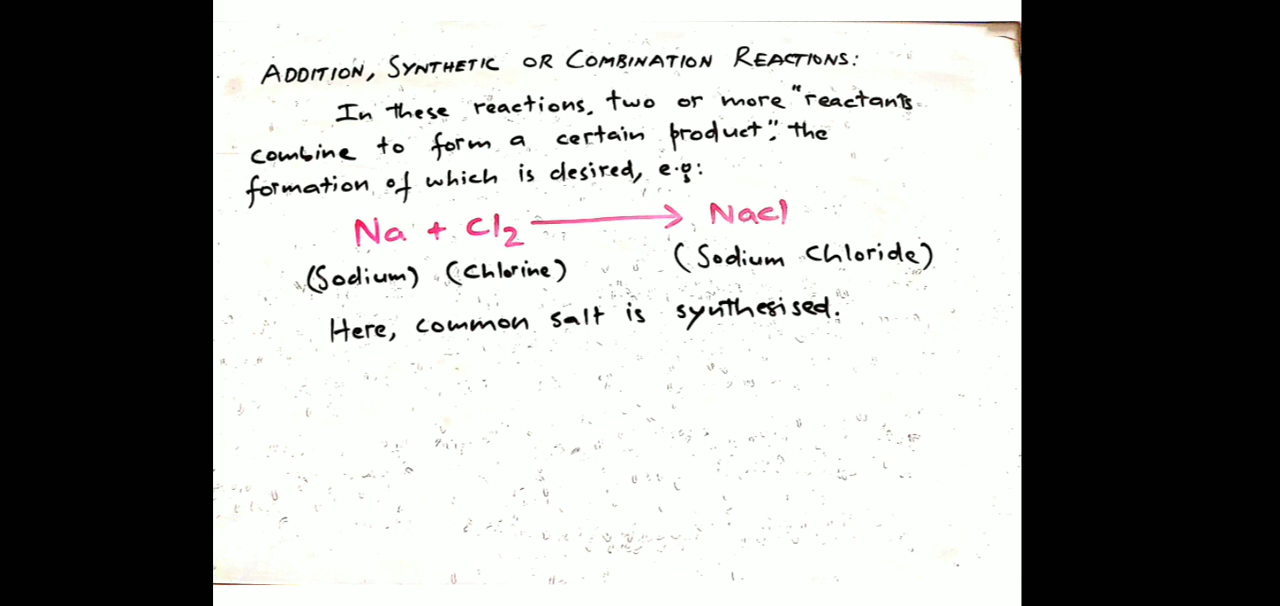 ADDITION, SYNTHETIC OR COMBINATION REACTIONS:
In these reactions, two or more "reactants
combine to form a certain product". the
formation of which is desired, e.g:
Na + Cl2 ⟶ NaCl
(Sodium) (Chlorine) (Sodium Chloride)
Here, common salt is synthesised.